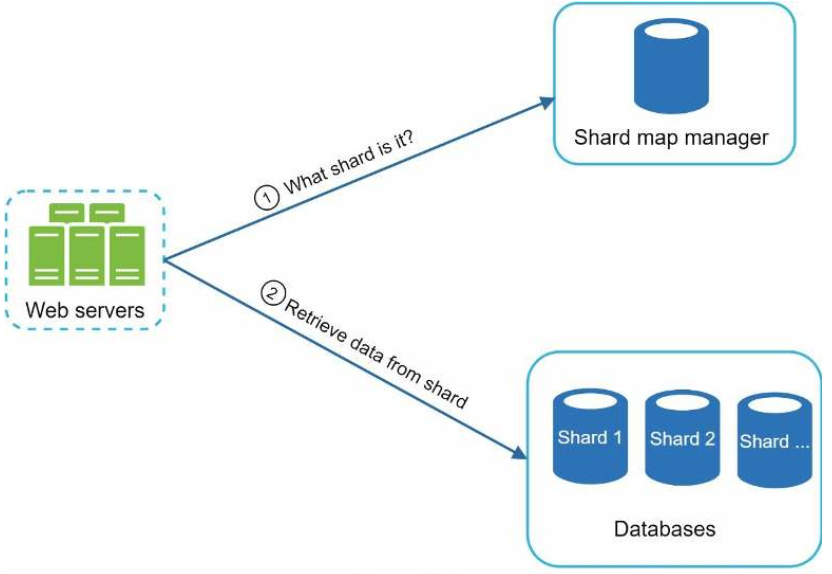 Shard map manager
① What shard is it?
Web servers
② Retrieve data from shard
Shard 1
Shard 2
Shard ...
Databases